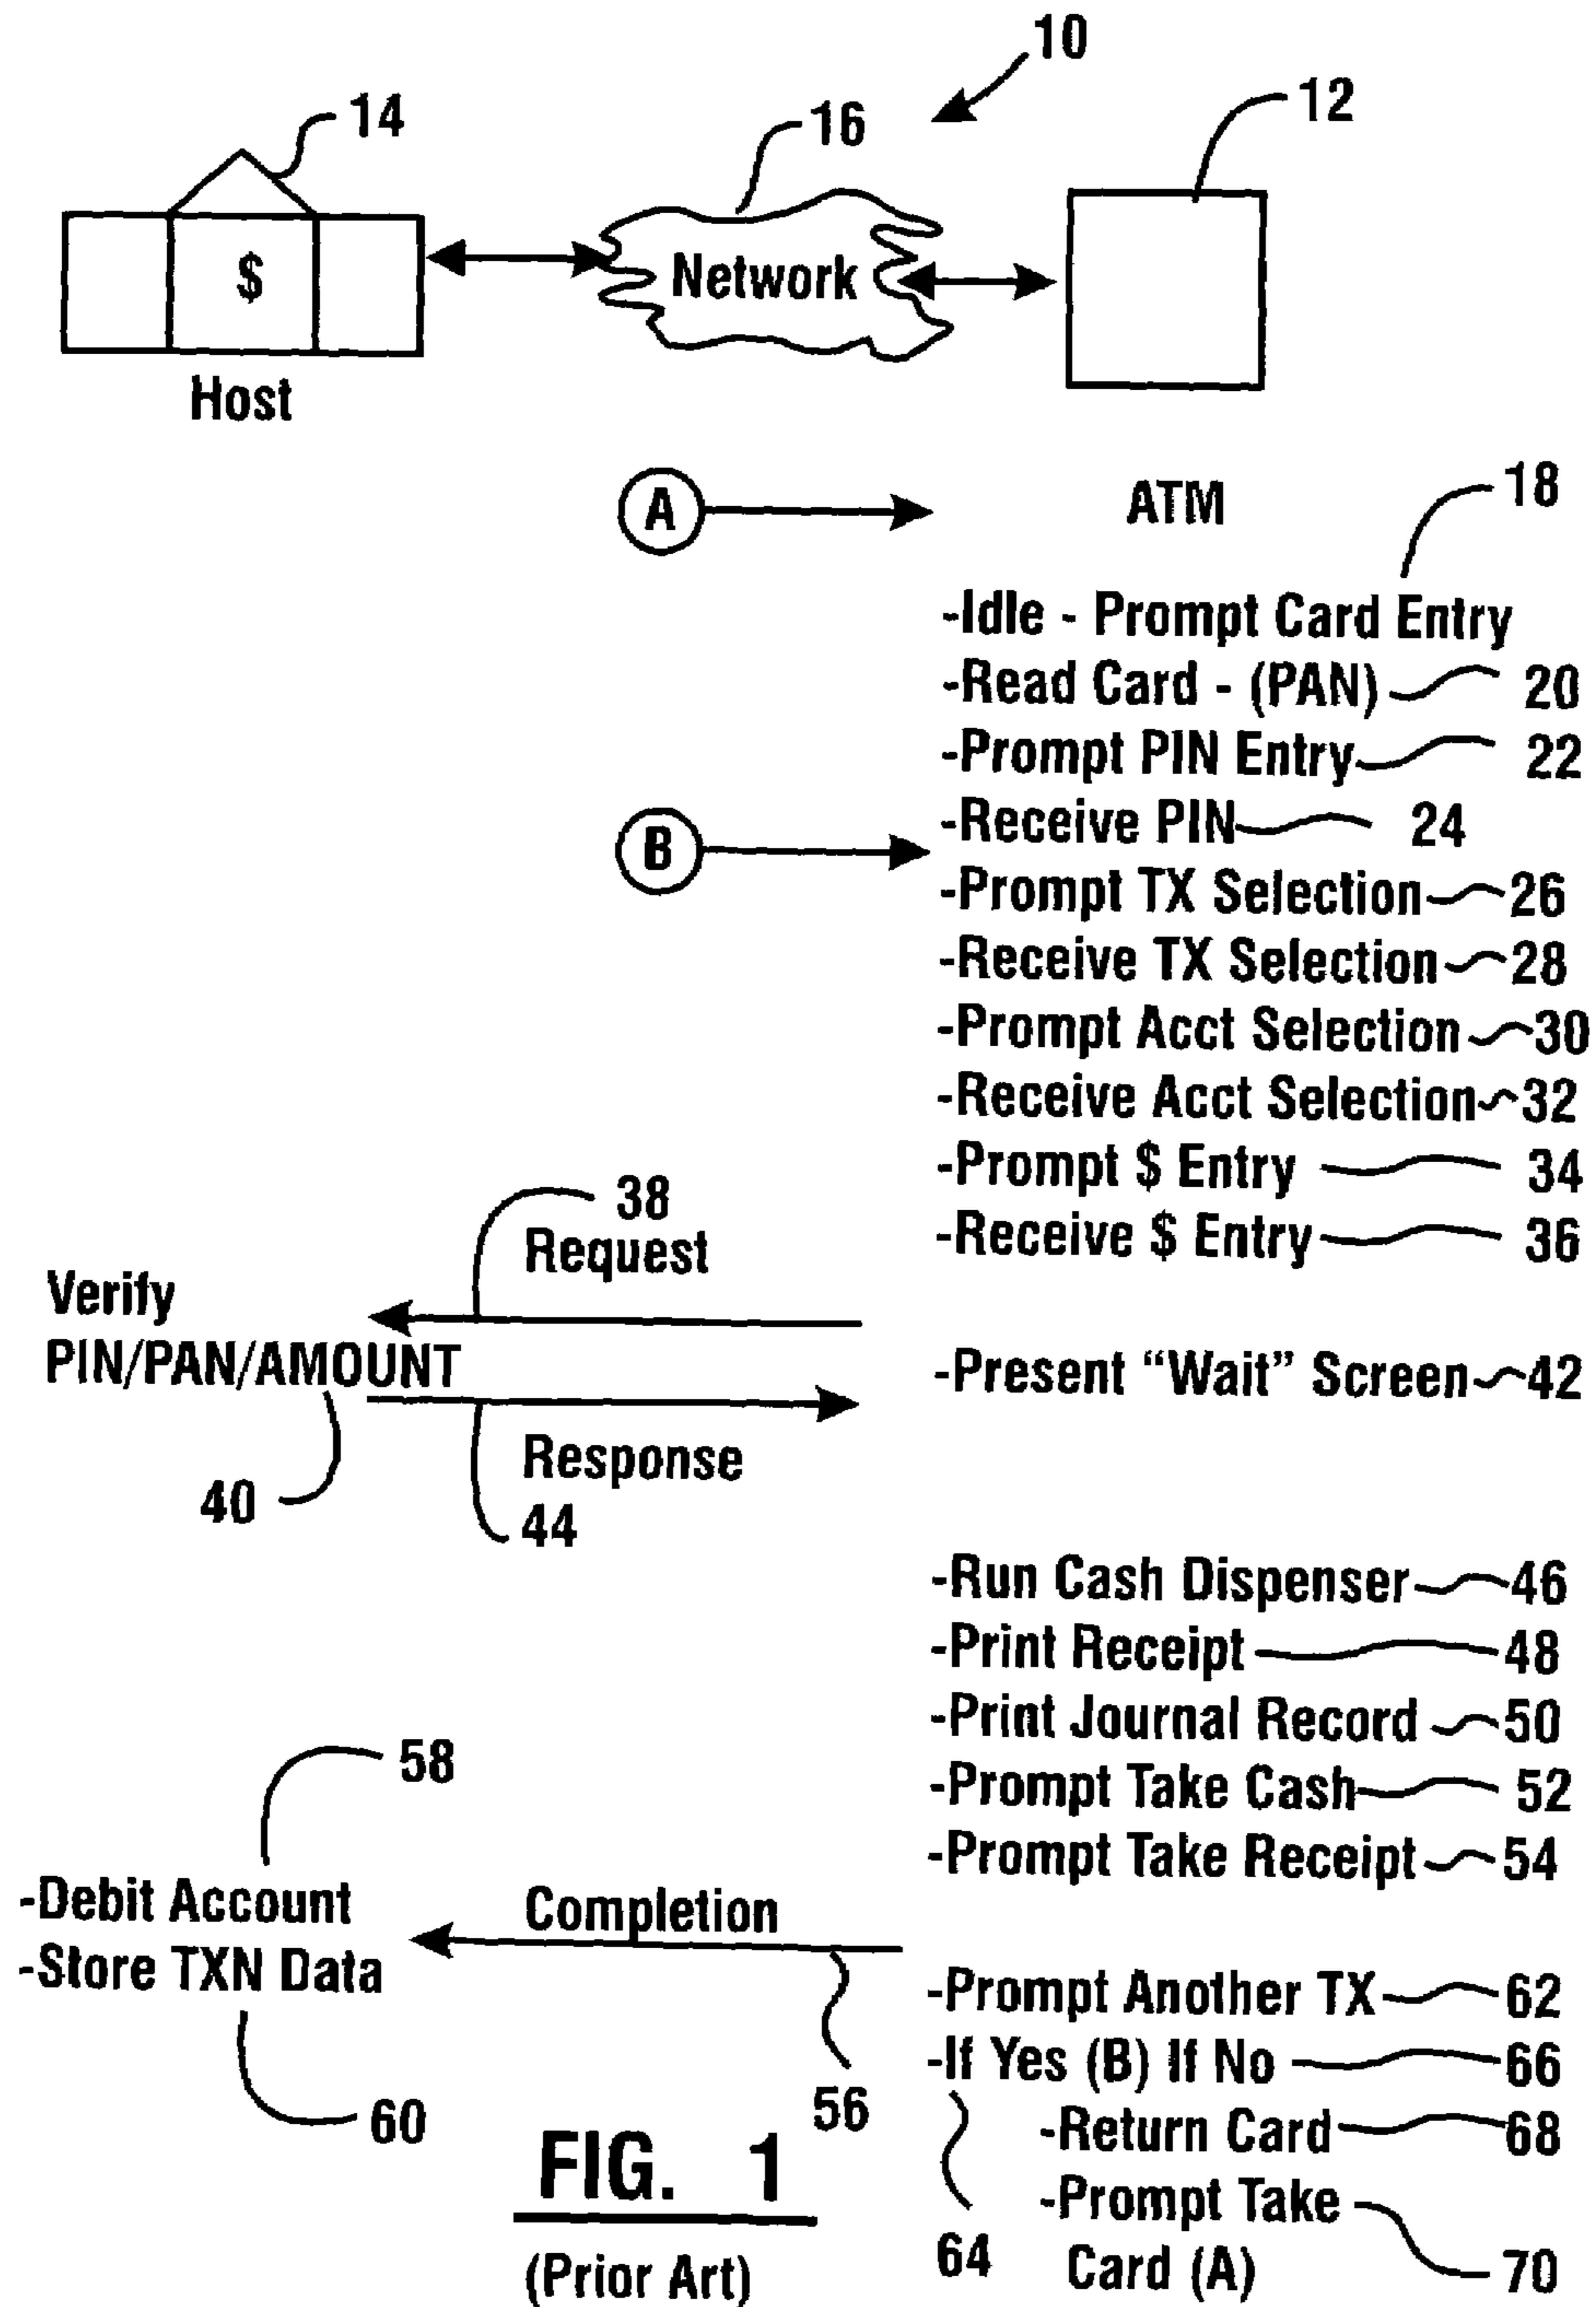 10
12
14
16
$
Network
Host
A
ATM
18
-Idle - Prompt Card Entry
-Read Card - (PAN) 20
-Prompt PIN Entry 22
-Receive PIN 24
B
-Prompt TX Selection 26
-Receive TX Selection 28
-Prompt Acct Selection 30
-Receive Acct Selection 32
-Prompt $ Entry 34
-Receive $ Entry 36
38
Request
Verify
PIN/PAN/AMOUNT
-Present “Wait” Screen 42
Response
40
44
-Run Cash Dispenser 46
-Print Receipt 48
-Print Journal Record 50
-Prompt Take Cash 52
-Prompt Take Receipt 54
58
-Debit Account
-Store TXN Data
Completion
56
60
-Prompt Another TX 62
-If Yes (B) If No 66
-Return Card 68
-Prompt Take
Card (A) 70
64
FIG. 1
(Prior Art)